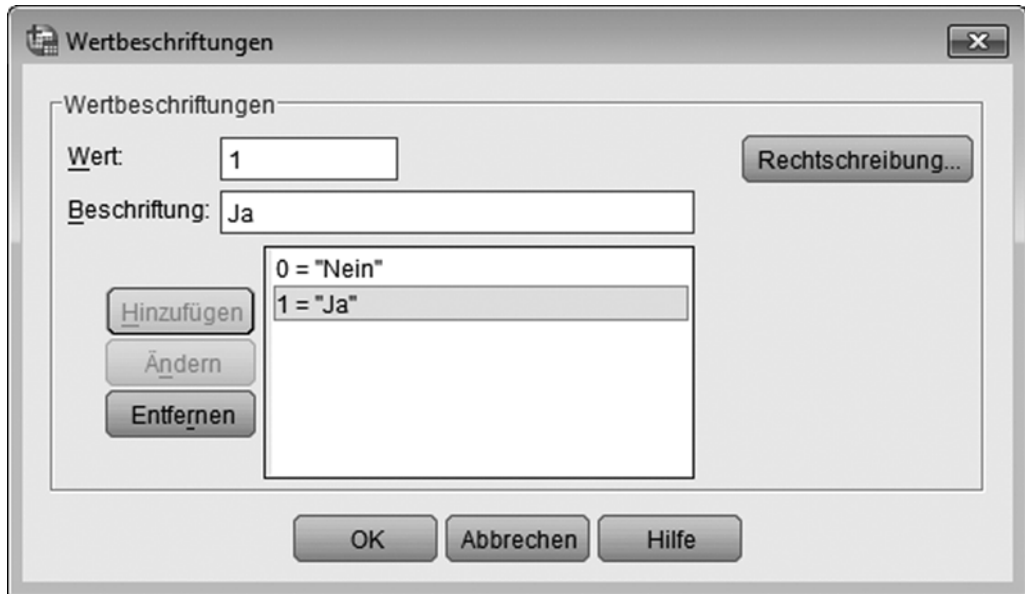 Wertbeschriftungen
Wertbeschriftungen
Wert: 1 Rechtschreibung...
Beschriftung: Ja
0 = "Nein"
1 = "Ja"
Hinzufügen
Ändern
Entfernen
OK Abbrechen Hilfe